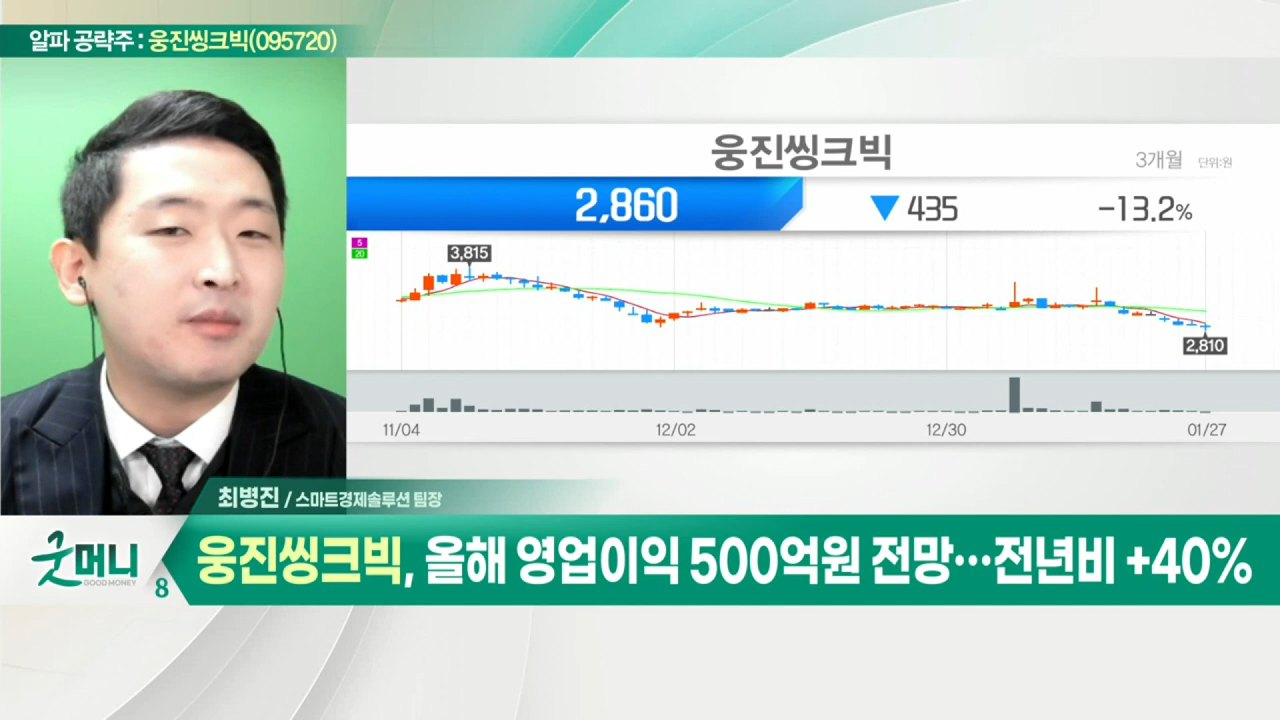 알파 공략주 : 웅진씽크빅(095720)
웅진씽크빅
3개월 단위:원
2,860 ▼435 -13.2%
5
20
3,815
2,810
11/04 12/02 12/30 01/27
최병진 / 스마트경제솔루션 팀장
굿머니
GOOD MONEY
8
웅진씽크빅, 올해 영업이익 500억원 전망…전년비 +40%